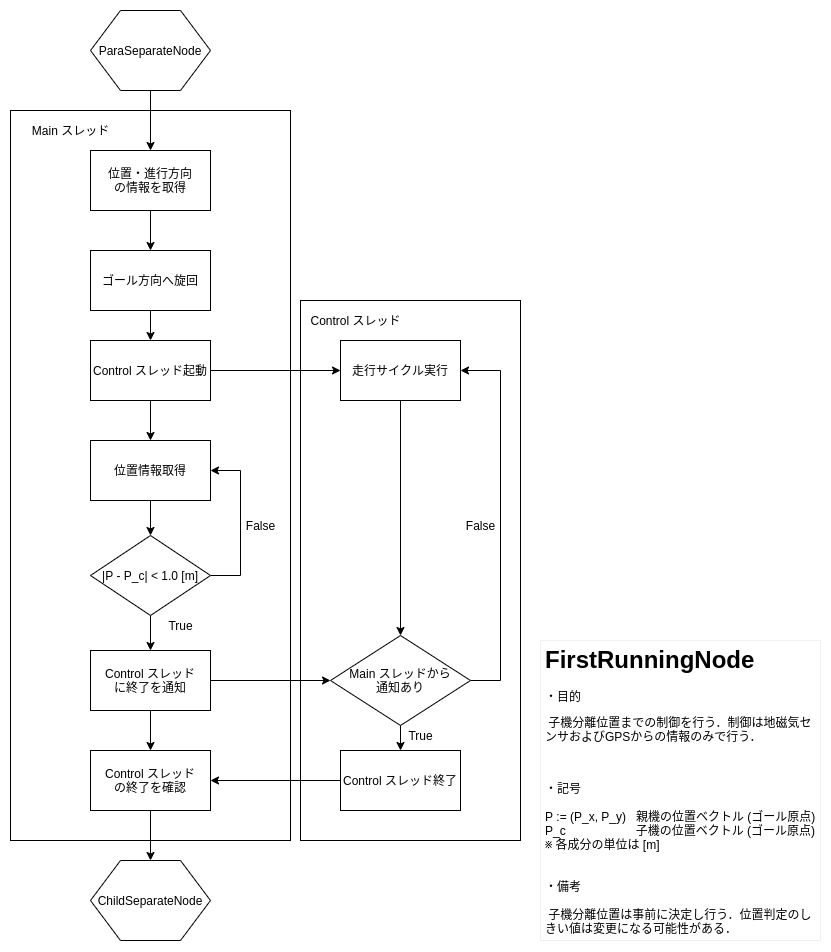 ParaSeparateNode
Main スレッド
位置・進行方向
の情報を取得
ゴール方向へ旋回
Control スレッド
Control スレッド起動
走行サイクル実行
位置情報取得
False
False
|P - P_c| < 1.0 [m]
True
Control スレッド
に終了を通知
Main スレッドから
通知あり
True
Control スレッド
の終了を確認
Control スレッド終了
ChildSeparateNode
FirstRunningNode
・目的
子機分離位置までの制御を行う．制御は地磁気セ
ンサおよびGPSからの情報のみで行う．
・記号
P := (P_x, P_y) 親機の位置ベクトル (ゴール原点)
P_c 子機の位置ベクトル (ゴール原点)
※ 各成分の単位は [m]
・備考
子機分離位置は事前に決定し行う．位置判定のし
きい値は変更になる可能性がある．